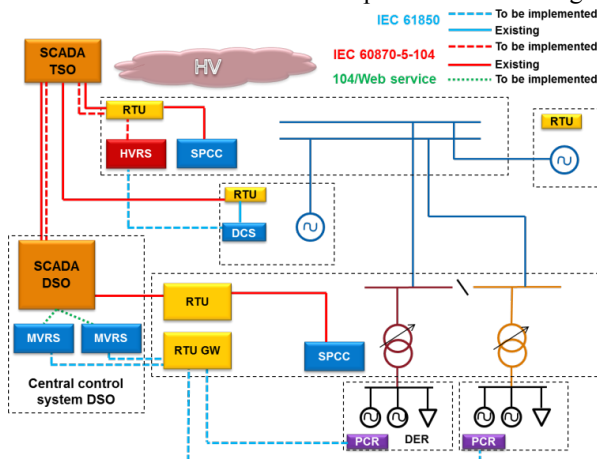 IEC 61850
To be implemented
Existing
IEC 60870-5-104
To be implemented
Existing
104/Web service
To be implemented
SCADA
TSO
HV
RTU
HVRS
SPCC
RTU
RTU
DCS
SCADA
DSO
MVRS
MVRS
Central control
system DSO
RTU
RTU GW
SPCC
PCR
DER
PCR